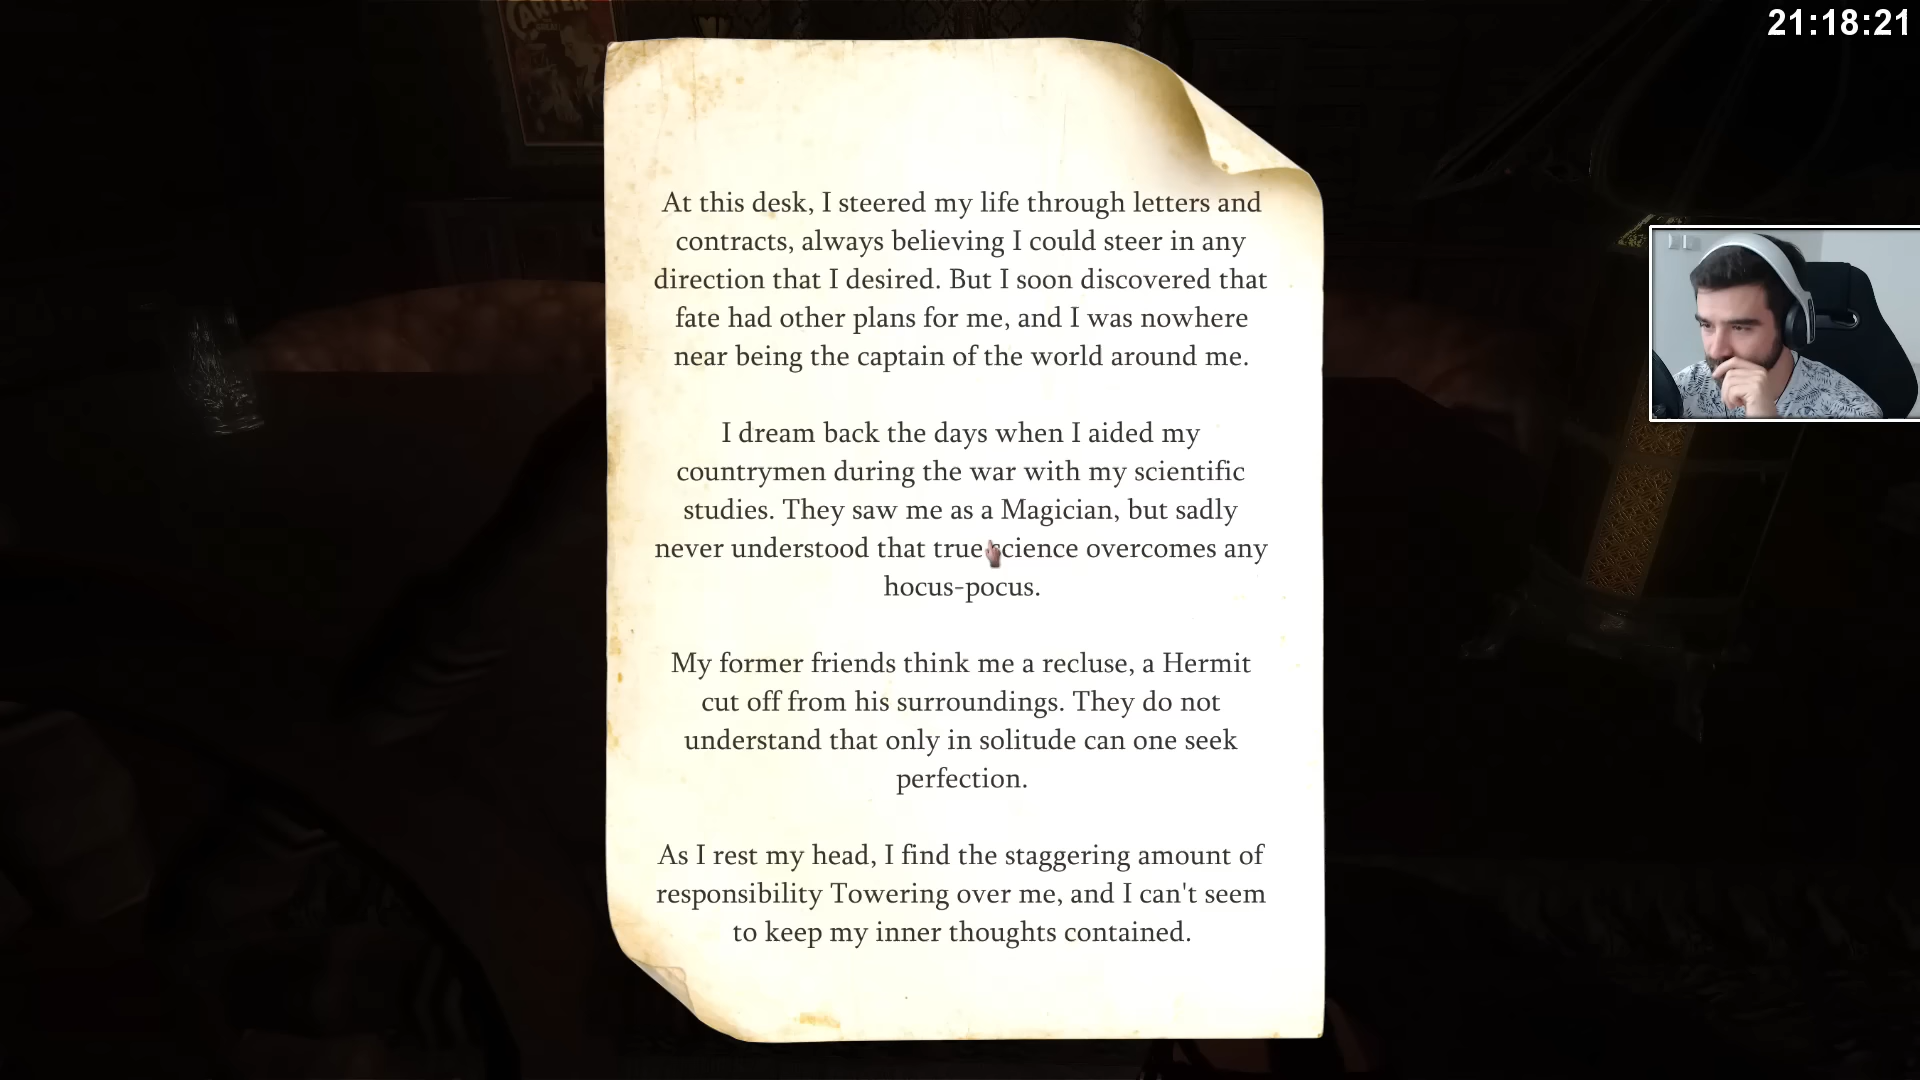 21:18:21
CARTER
At this desk, I steered my life through letters and
contracts, always believing I could steer in any
direction that I desired. But I soon discovered that
fate had other plans for me, and I was nowhere
near being the captain of the world around me.
I dream back the days when I aided my
countrymen during the war with my scientific
studies. They saw me as a Magician, but sadly
never understood that true science overcomes any
hocus-pocus.
My former friends think me a recluse, a Hermit
cut off from his surroundings. They do not
understand that only in solitude can one seek
perfection.
As I rest my head, I find the staggering amount of
responsibility Towering over me, and I can't seem
to keep my inner thoughts contained.